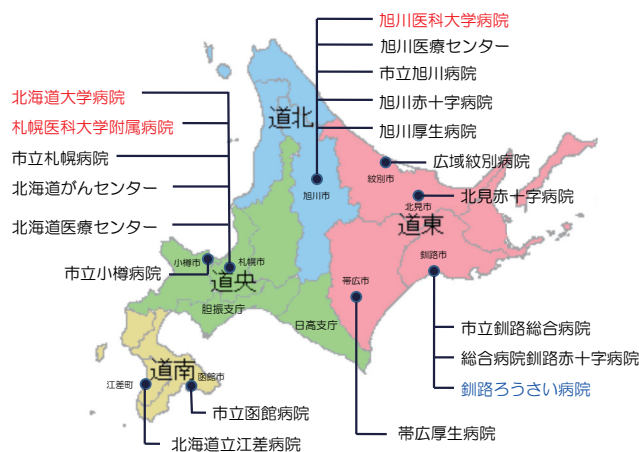 旭川医科大学病院
旭川医療センター
市立旭川病院
旭川赤十字病院
旭川厚生病院
北海道大学病院
札幌医科大学附属病院
市立札幌病院
北海道がんセンター
北海道医療センター
市立小樽病院
道北
旭川市
広域紋別病院
紋別市
北見赤十字病院
北見市
道東
小樽市
札幌市
道央
胆振支庁
日高支庁
帯広市
釧路市
市立釧路総合病院
総合病院釧路赤十字病院
釧路ろうさい病院
帯広厚生病院
道南
江差町
函館市
市立函館病院
北海道立江差病院